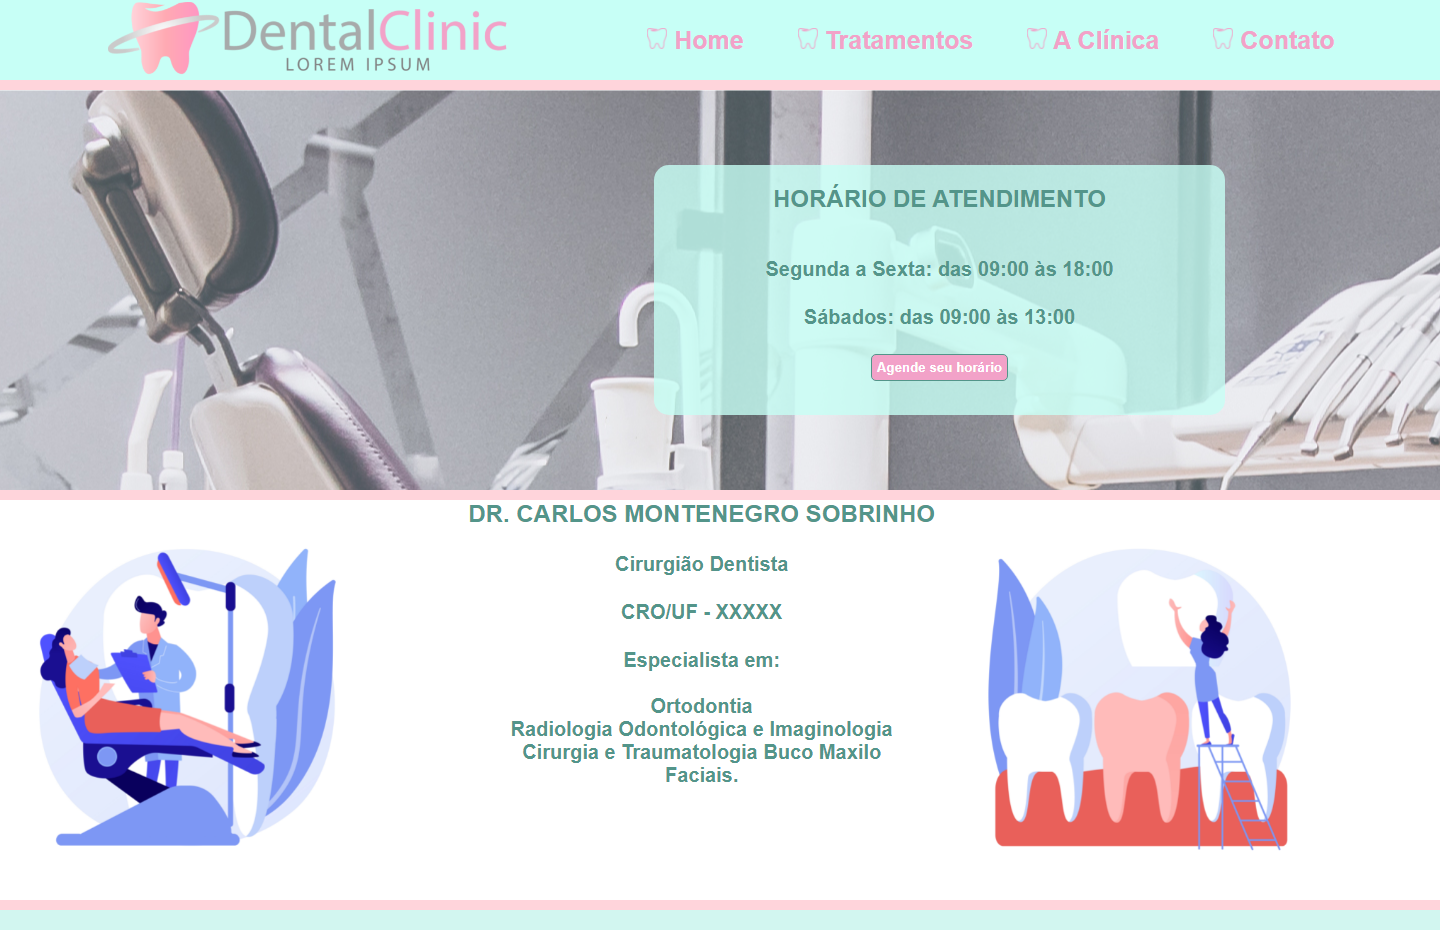 DentalClinic
LOREM IPSUM
Home
Tratamentos
A Clínica
Contato
HORÁRIO DE ATENDIMENTO
Segunda a Sexta: das 09:00 às 18:00
Sábados: das 09:00 às 13:00
Agende seu horário
DR. CARLOS MONTENEGRO SOBRINHO
Cirurgião Dentista
CRO/UF - XXXXX
Especialista em:
Ortodontia
Radiologia Odontológica e Imaginologia
Cirurgia e Traumatologia Buco Maxilo
Faciais.